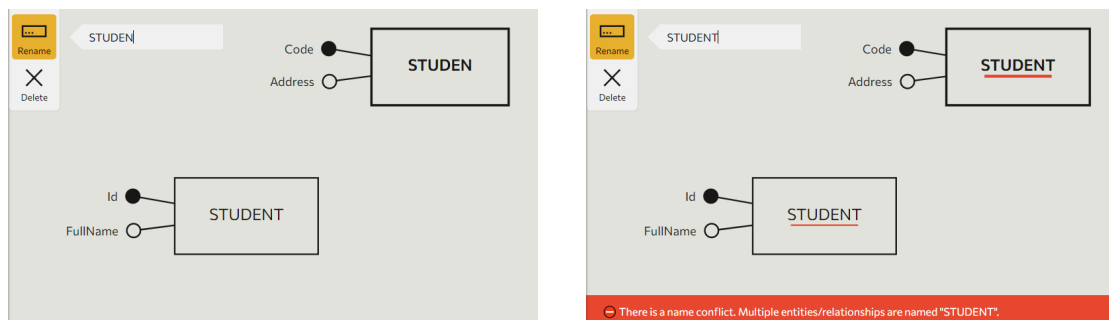 STUDEN
Rename
Delete
Code
Address
STUDEN
Id
FullName
STUDENT
STUDENT
Rename
Delete
Code
Address
STUDENT
Id
FullName
STUDENT
There is a name conflict. Multiple entities/relationships are named "STUDENT".